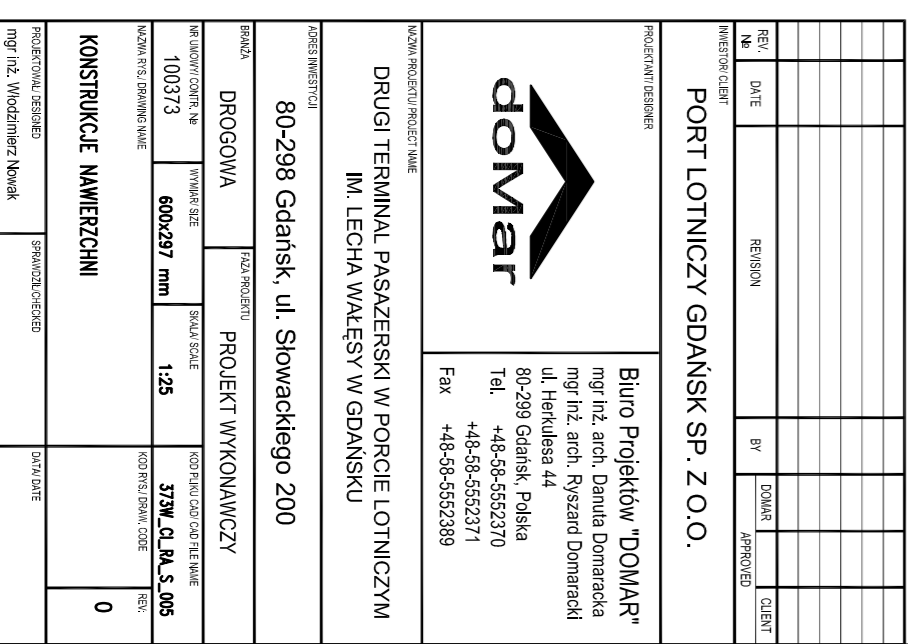 REV. № DATE REVISION BY DOMAR CLIENT
APPROVED
INWESTOR/ CLIENT
PORT LOTNICZY GDAŃSK SP. Z O.O.
PROJEKTANT/ DESIGNER
doMar
Biuro Projektów "DOMAR"
mgr inż. arch. Danuta Domaracka
mgr inż. arch. Ryszard Domaracki
ul. Herkulesa 44
80-299 Gdańsk, Polska
Tel. +48-58-5552370
+48-58-5552371
Fax +48-58-5552389
NAZWA PROJEKTU/ PROJECT NAME
DRUGI TERMINAL PASAZERSKI W PORCIE LOTNICZYM
IM. LECHA WAŁĘSY W GDAŃSKU
ADRES INWESTYCJI
80-298 Gdańsk, ul. Słowackiego 200
BRANŻA FAZA PROJEKTU
DROGOWA PROJEKT WYKONAWCZY
NR UMOWY/ CONTR. № WYMIAR/ SIZE SKALA/ SCALE KOD PLIKU CAD/ CAD FILE NAME
100373 600x297 mm 1:25 373W_CI_RA_S_005
NAZWA RYS./ DRAWING NAME KOD RYS./ DRAW. CODE REV:
KONSTRUKCJE NAWIERZCHNI 0
PROJEKTOWAŁ/ DESIGNED SPRAWDZIŁ/CHECKED DATA/ DATE
mgr inż. Włodzimierz Nowak